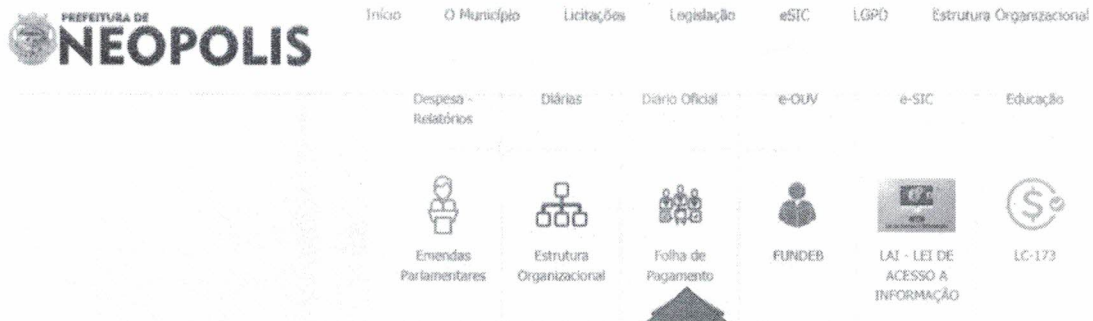 PREFEITURA DE
NEOPOLIS
Início O Município Licitações Legislação eSIC LGPD Estrutura Organizacional
Despesa - Relatórios
Diárias
Diário Oficial
e-OUV
e-SIC
Educação
Emendas
Parlamentares
Estrutura
Organizacional
Folha de
Pagamento
FUNDEB
LAI - LEI DE
ACESSO A
INFORMAÇÃO
LC-173